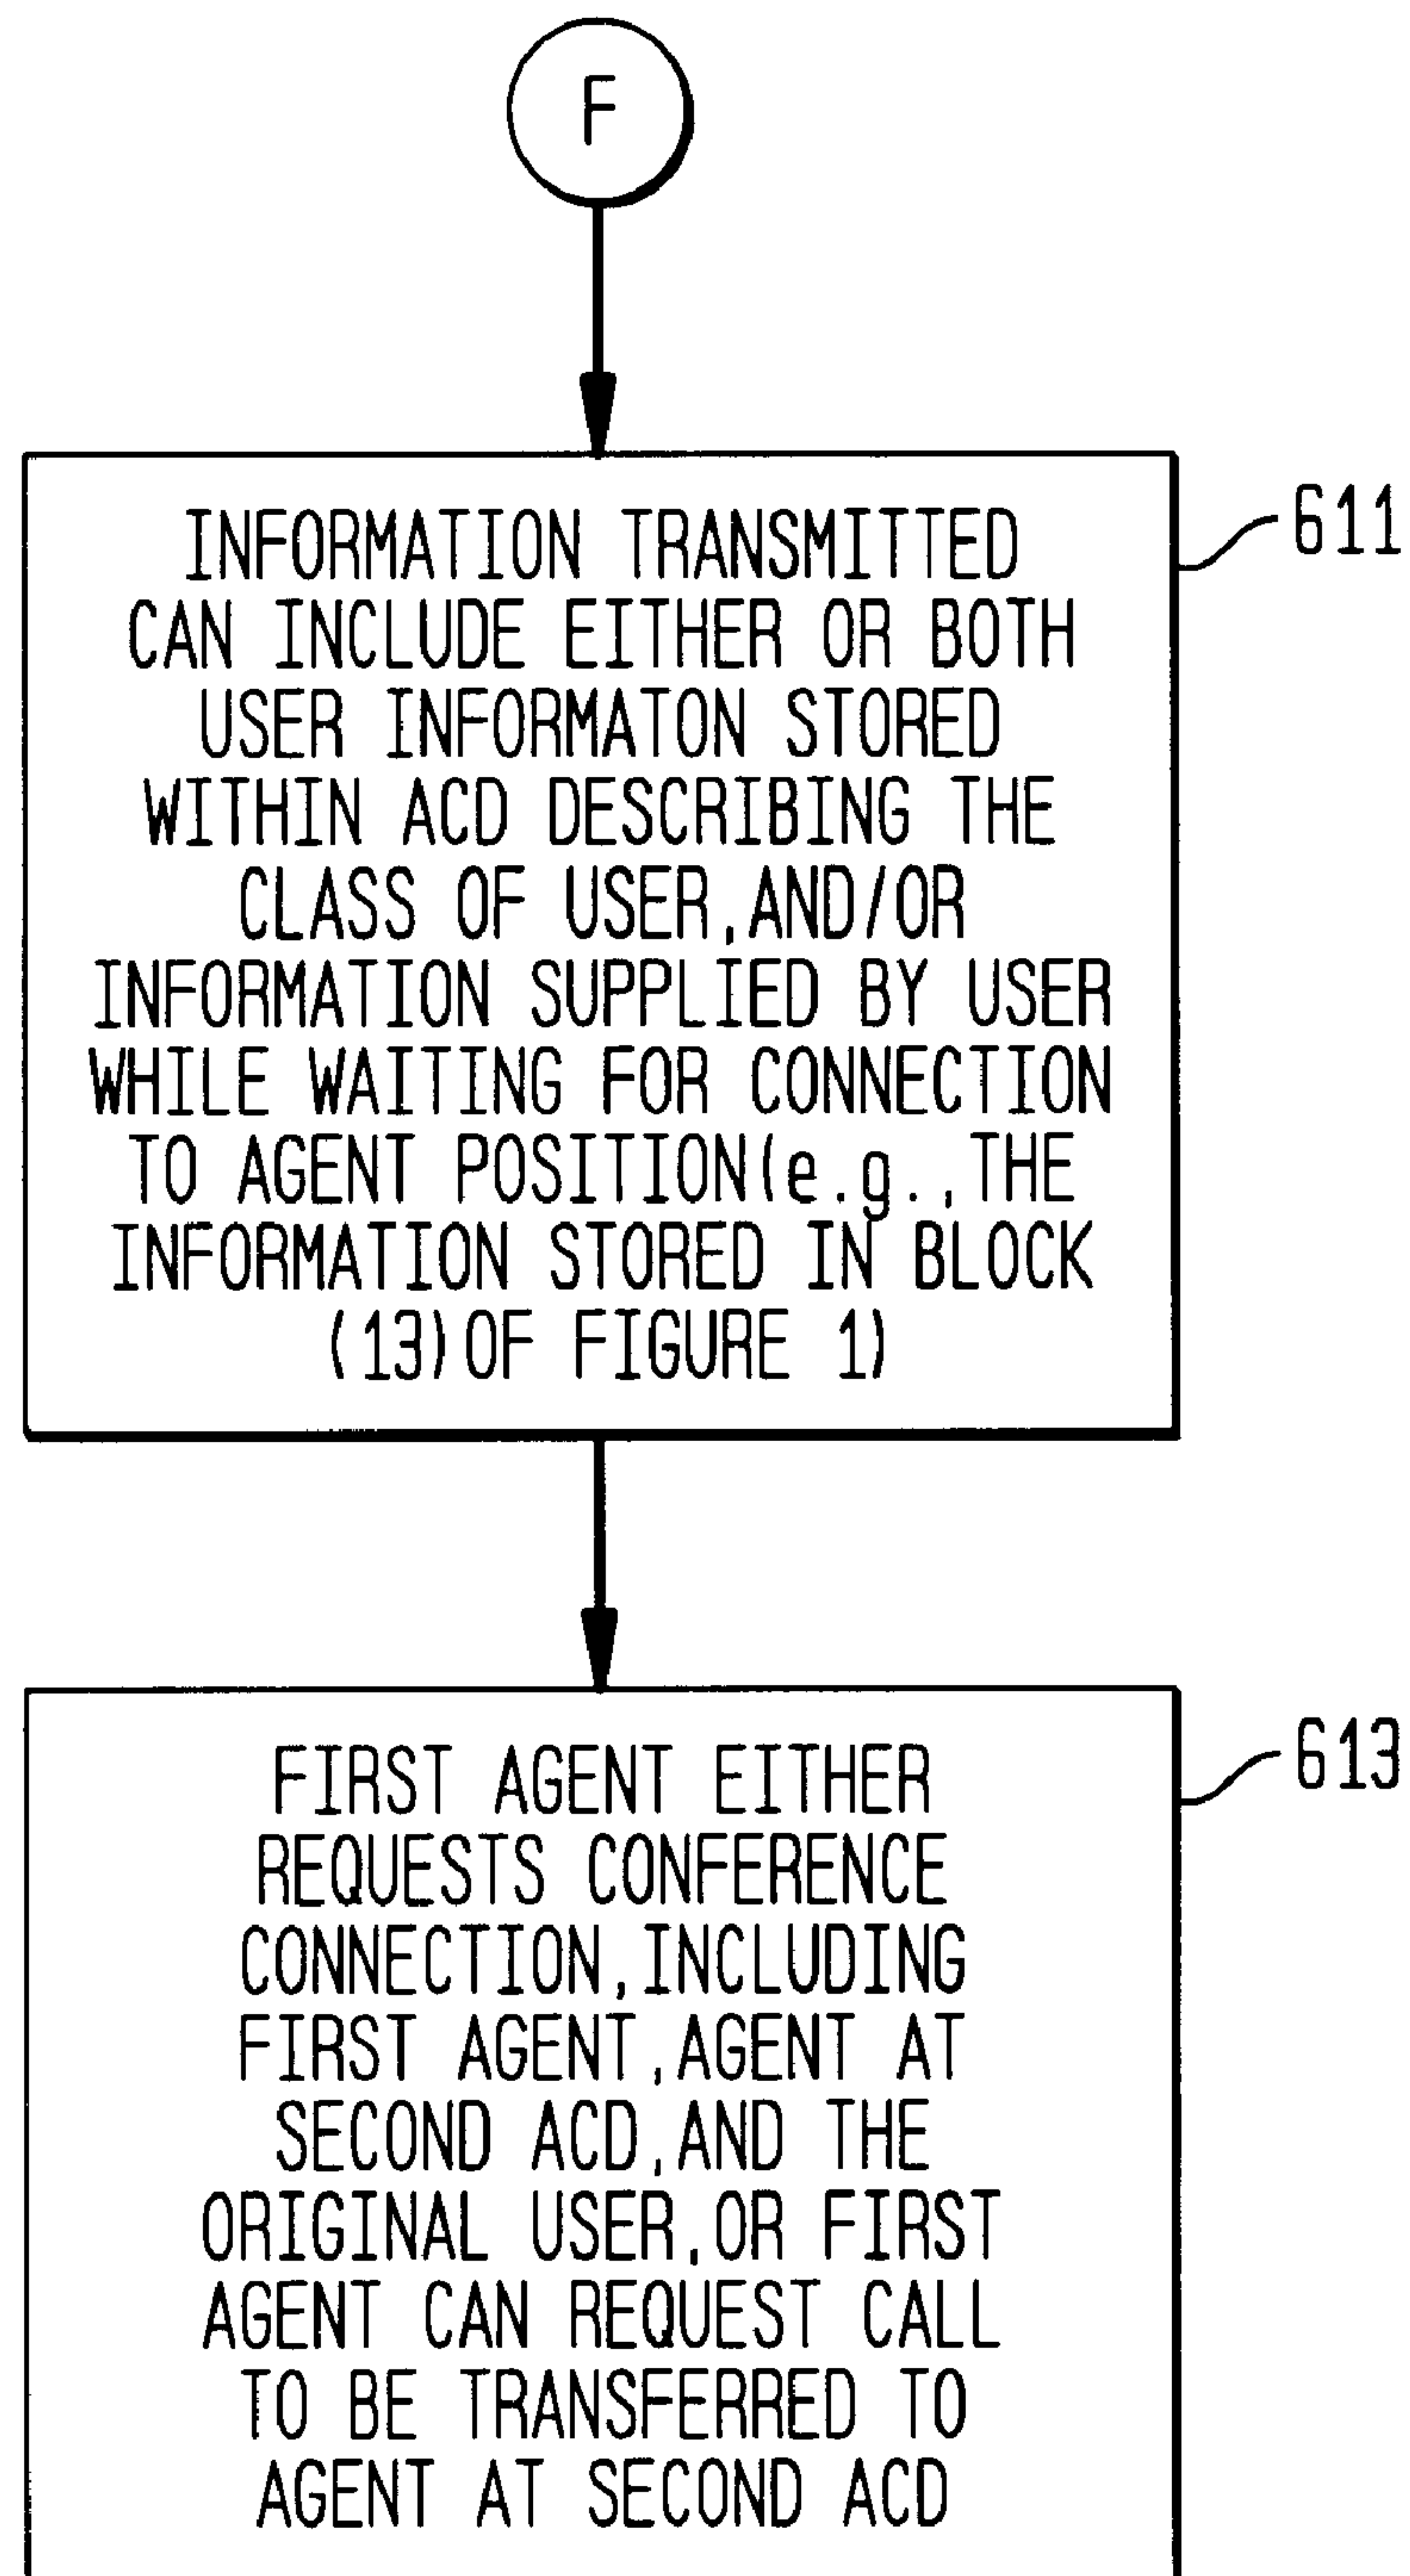 F
INFORMATION TRANSMITTED
CAN INCLUDE EITHER OR BOTH
USER INFORMATON STORED
WITHIN ACD DESCRIBING THE
CLASS OF USER,AND/OR
INFORMATION SUPPLIED BY USER
WHILE WAITING FOR CONNECTION
TO AGENT POSITION(e.g.,THE
INFORMATION STORED IN BLOCK
(13)OF FIGURE 1)
611
FIRST AGENT EITHER
REQUESTS CONFERENCE
CONNECTION,INCLUDING
FIRST AGENT,AGENT AT
SECOND ACD,AND THE
ORIGINAL USER,OR FIRST
AGENT CAN REQUEST CALL
TO BE TRANSFERRED TO
AGENT AT SECOND ACD
613